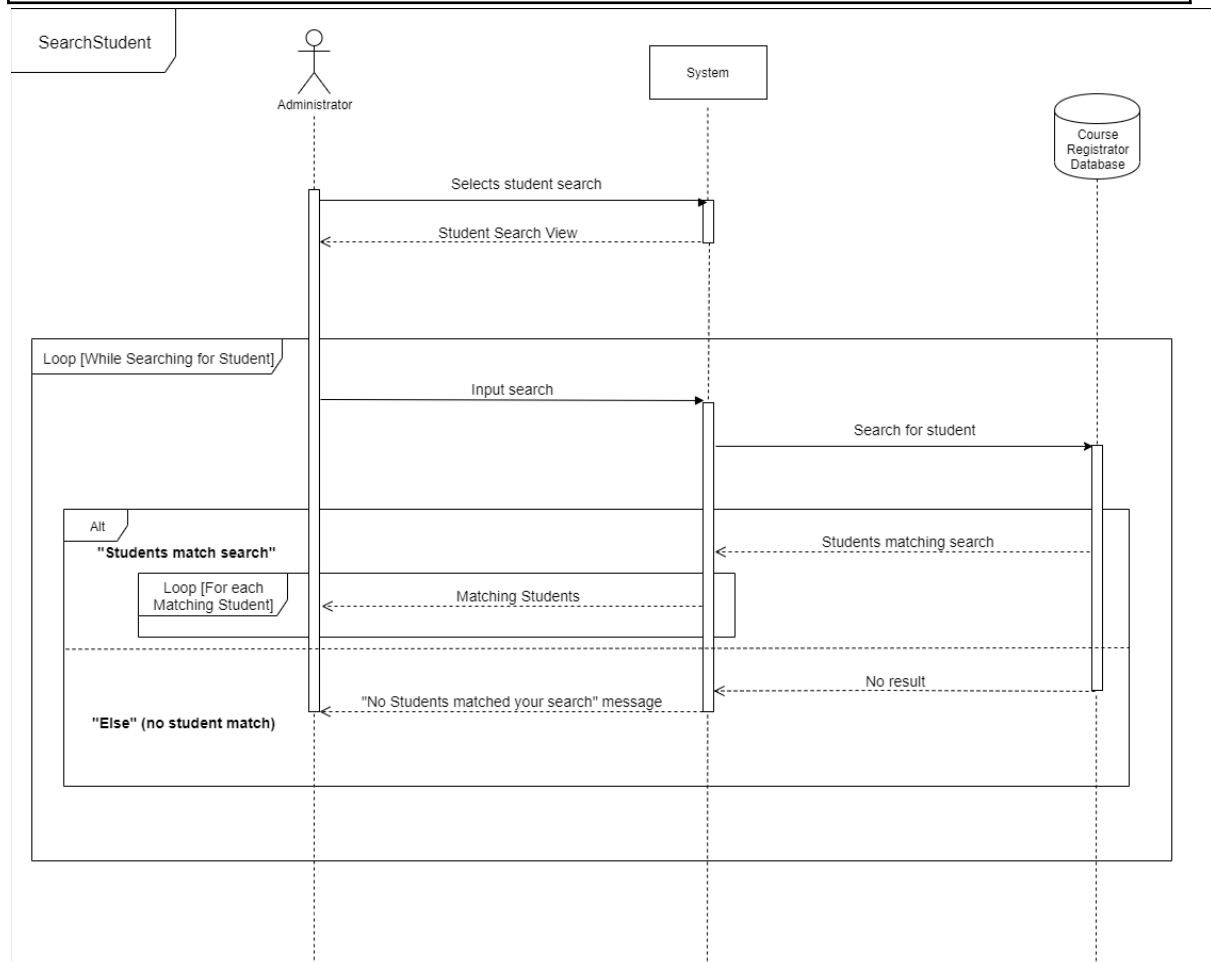 SearchStudent
Administrator
System
Course
Registrator
Database
Selects student search
Student Search View
Loop [While Searching for Student]
Input search
Search for student
Alt
"Students match search"
Students matching search
Loop [For each
Matching Student]
Matching Students
No result
"No Students matched your search" message
"Else" (no student match)